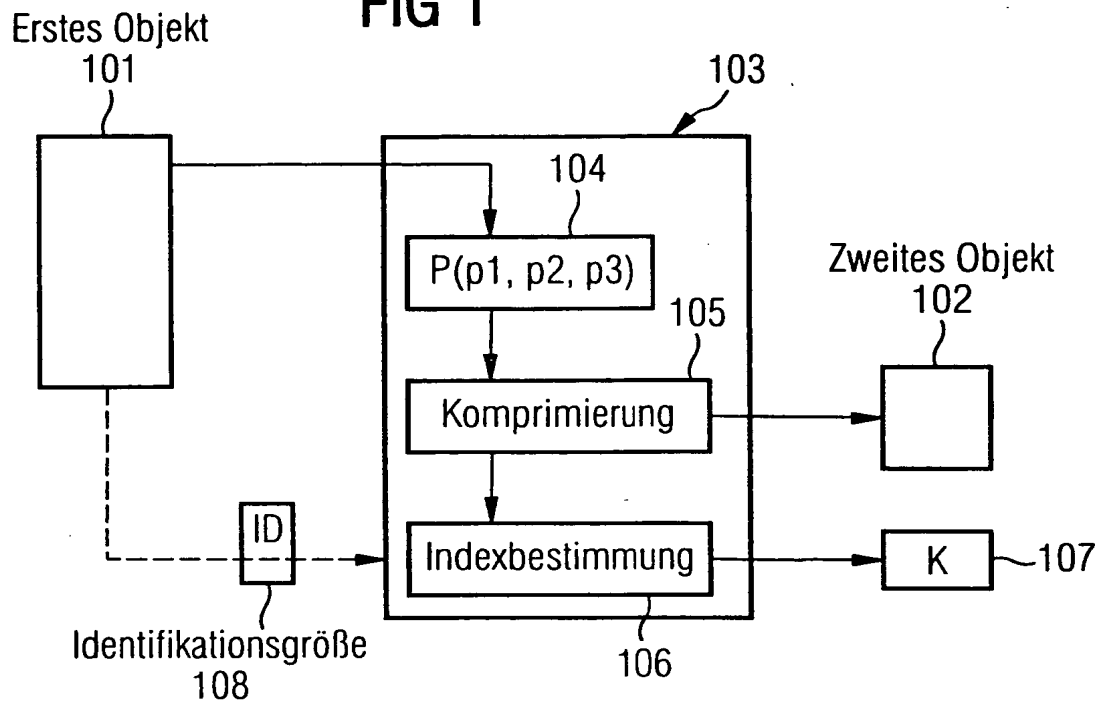 FIG 1
Erstes Objekt
101
103
104
P(p1, p2, p3)
Zweites Objekt
102
105
Komprimierung
ID
Indexbestimmung
K
107
Identifikationsgröße
108
106